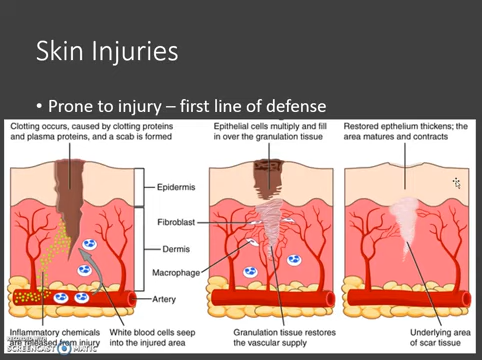 Skin Injuries
• Prone to injury – first line of defense
Clotting occurs, caused by clotting proteins
and plasma proteins, and a scab is formed
Epithelial cells multiply and fill
in over the granulation tissue
Restored epthelium thickens; the
area matures and contracts
Epidermis
Fibroblast
Dermis
Macrophage
Artery
Inflammatory chemicals
are released from injury
White blood cells seep
into the injured area
Granulation tissue restores
the vascular supply
Underlying area
of scar tissue
RECORDED WITH
SCREENCAST MATIC